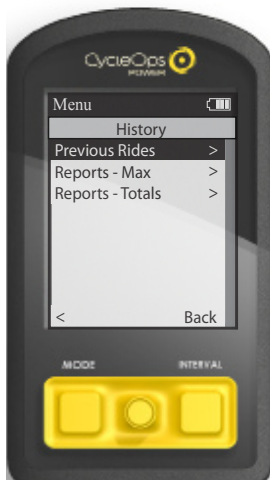 CycleOps
POWER
Menu
History
Previous Rides >
Reports - Max >
Reports - Totals >
< Back
MODE INTERVAL